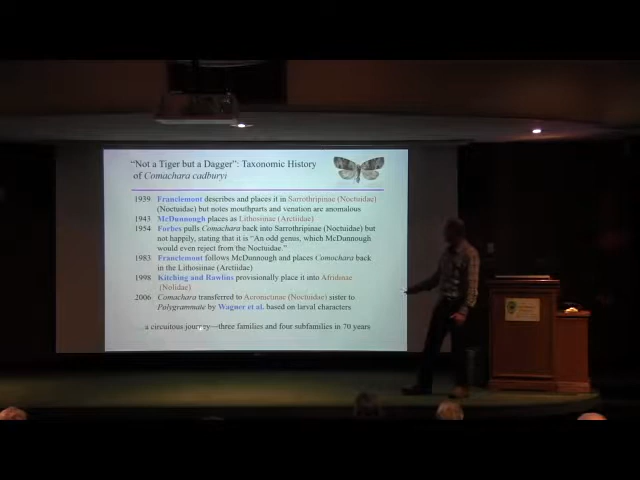 "Not a Tiger but a Dagger": Taxonomic History
of Comachara cadburyi
1939 Franclemont describes and places it in Sarrothripinae (Noctuidae)
(Noctuidae) but notes mouthparts and venation are anomalous
1943 McDunnough places as Lithosiinae (Arctiidae)
1954 Forbes pulls Comachara back into Sarrothripinae (Noctuidae) but
not happily, stating that it is "An odd genus, which McDunnough
would even reject from the Noctuidae."
1983 Franclemont follows McDunnough and places Comachara back
in the Lithosiinae (Arctiidae)
1998 Kitching and Rawlins provisionally place it into Afridinae
(Nolidae)
2006 Comachara transferred to Acronictinae (Noctuidae) sister to
Polygrammate by Wagner et al. based on larval characters
...a circuitous journey—three families and four subfamilies in 70 years